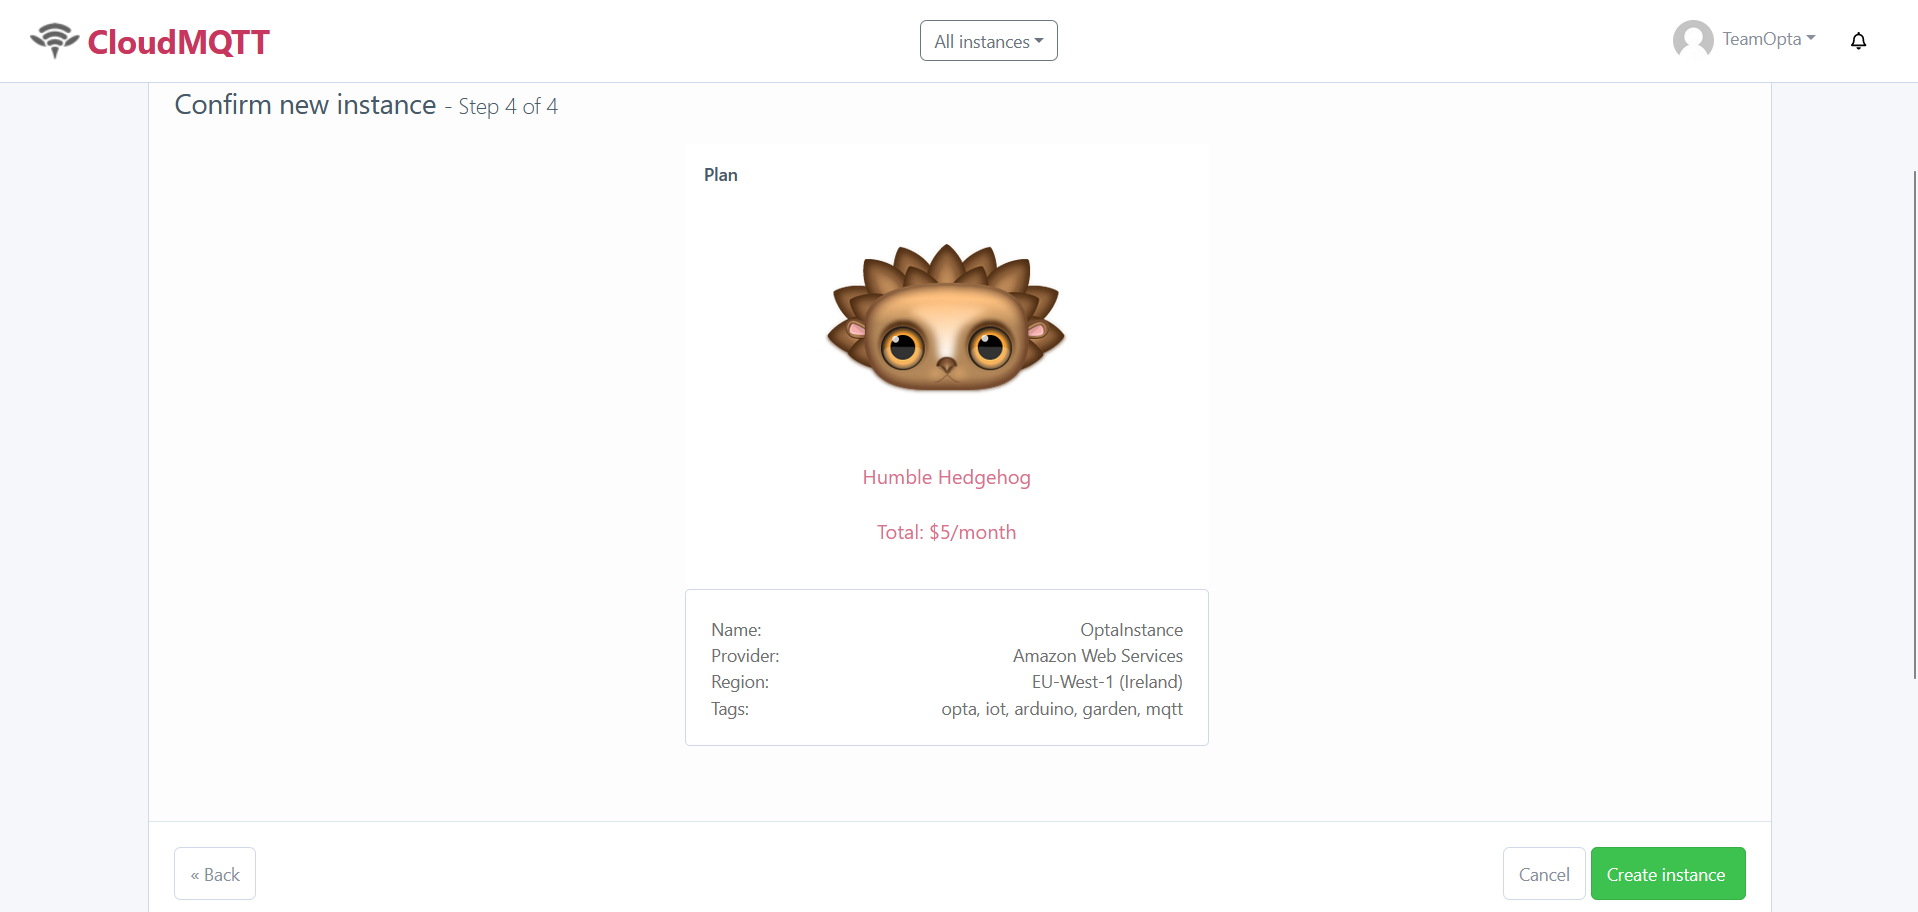 CloudMQTT
All instances
TeamOpta
Confirm new instance - Step 4 of 4
Plan
Humble Hedgehog
Total: $5/month
Name: OptaInstance
Provider: Amazon Web Services
Region: EU-West-1 (Ireland)
Tags: opta, iot, arduino, garden, mqtt
« Back
Cancel
Create instance